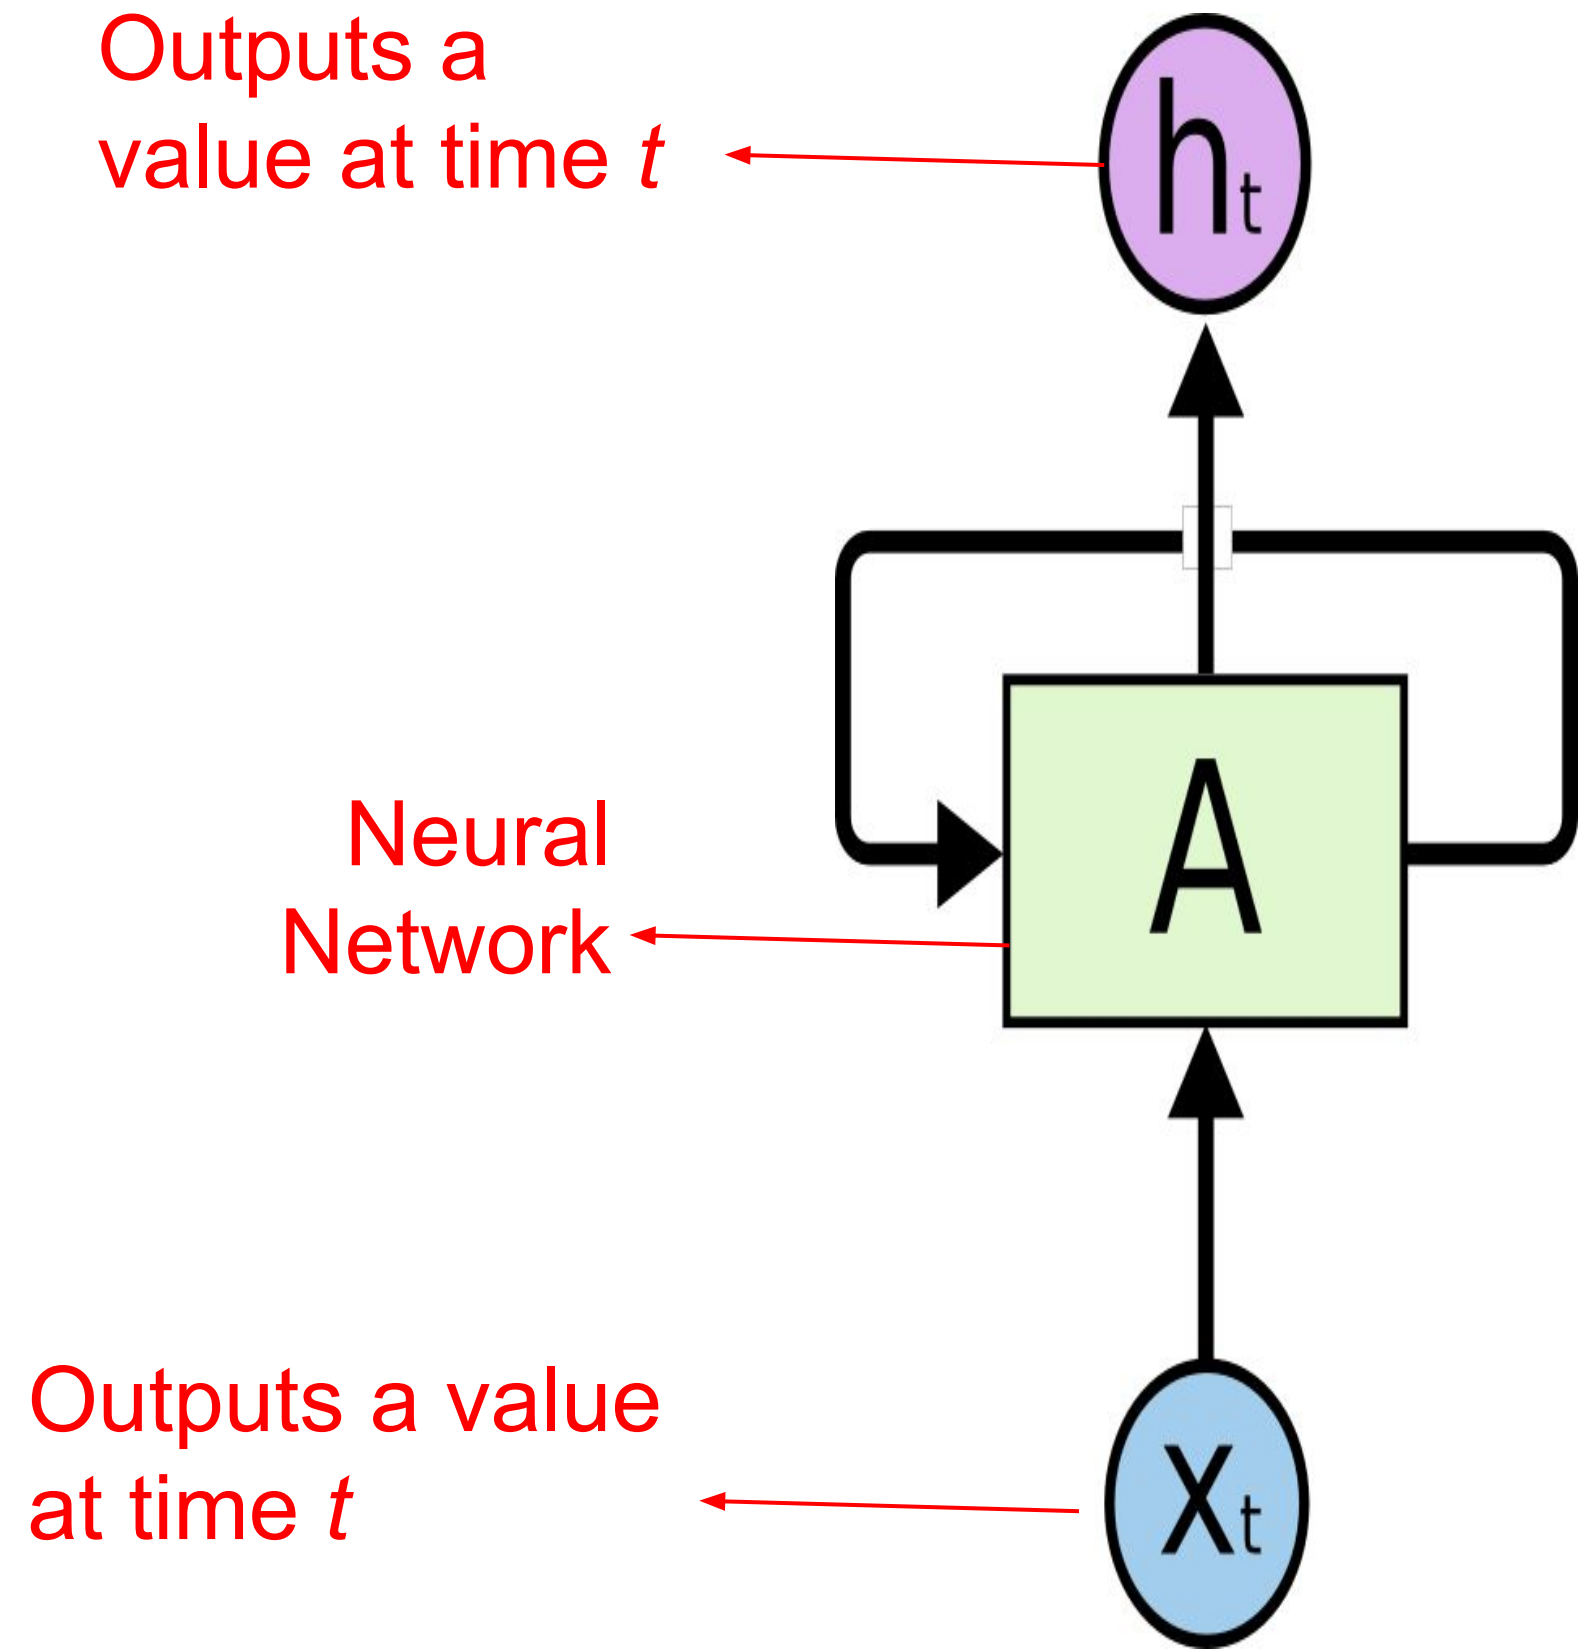 Outputs a
value at time t
ht
Neural
Network
A
Outputs a value
at time t
xt